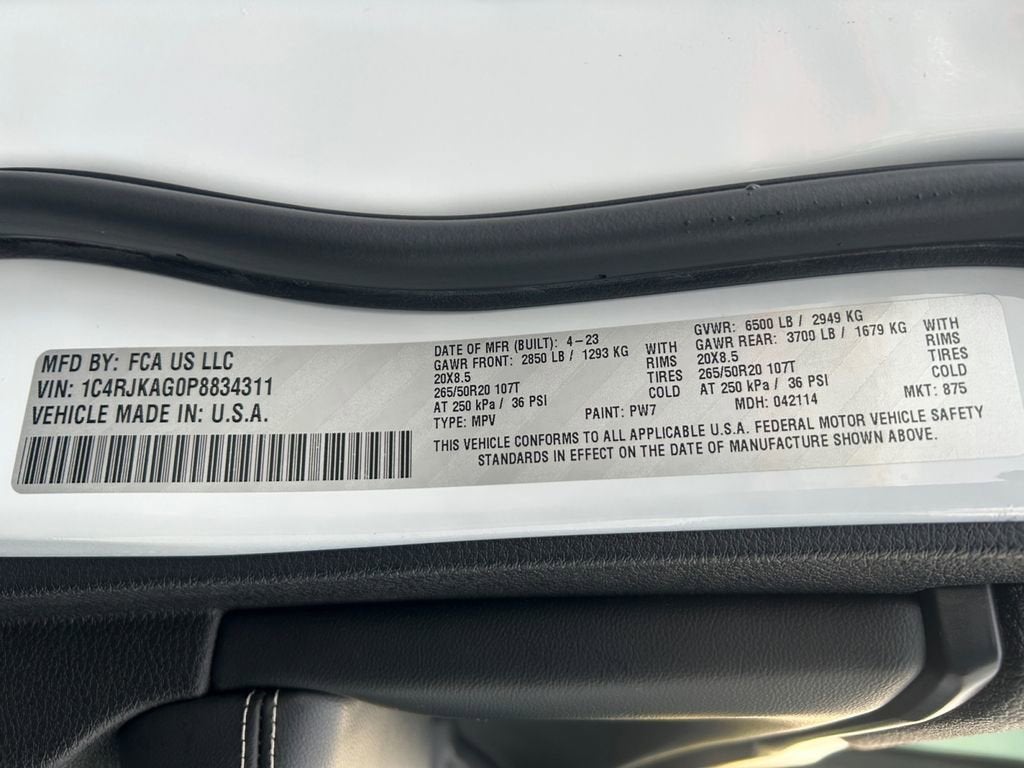 MFD BY: FCA US LLC
VIN: 1C4RJKAG0P8834311
VEHICLE MADE IN: U.S.A.
DATE OF MFR (BUILT): 4-23
GAWR FRONT: 2850 LB / 1293 KG WITH
20X8.5 RIMS
265/50R20 107T TIRES
AT 250 kPa / 36 PSI COLD
TYPE: MPV PAINT: PW7
GVWR: 6500 LB / 2949 KG
GAWR REAR: 3700 LB / 1679 KG WITH
20X8.5 RIMS
265/50R20 107T TIRES
AT 250 kPa / 36 PSI COLD
MDH: 042114 MKT: 875
THIS VEHICLE CONFORMS TO ALL APPLICABLE U.S.A. FEDERAL MOTOR VEHICLE SAFETY
STANDARDS IN EFFECT ON THE DATE OF MANUFACTURE SHOWN ABOVE.